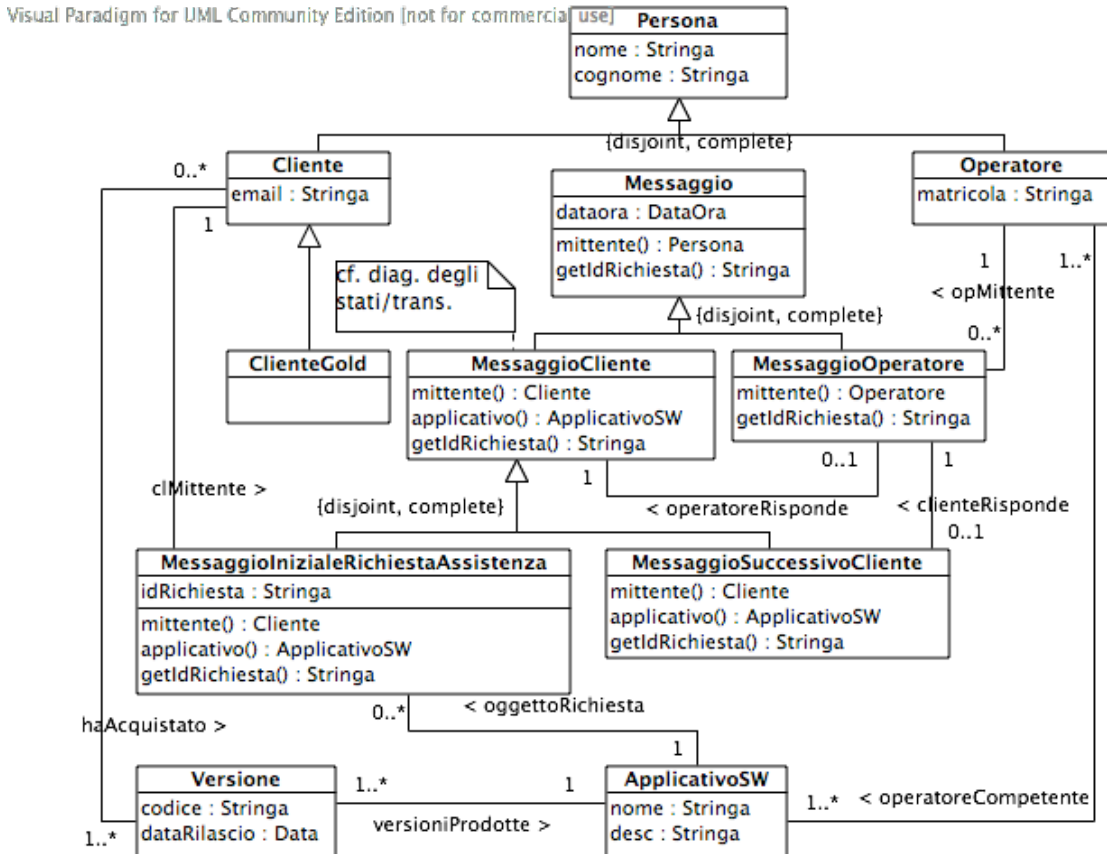 Visual Paradigm for UML Community Edition [not for commercial use]
Persona
nome : Stringa
cognome : Stringa
{disjoint, complete}
0..*
Cliente
email : Stringa
1
Messaggio
dataora : DataOra
mittente() : Persona
getIdRichiesta() : Stringa
Operatore
matricola : Stringa
1
1..*
< opMittente
0..*
cf. diag. degli
stati/trans.
{disjoint, complete}
ClienteGold
MessaggioCliente
mittente() : Cliente
applicativo() : ApplicativoSW
getIdRichiesta() : Stringa
MessaggioOperatore
mittente() : Operatore
getIdRichiesta() : Stringa
1
0..1
1
clMittente >
{disjoint, complete}
< operatoreRisponde
< clienteRisponde
0..1
MessaggioInizialeRichiestaAssistenza
idRichiesta : Stringa
mittente() : Cliente
applicativo() : ApplicativoSW
getIdRichiesta() : Stringa
MessaggioSuccessivoCliente
mittente() : Cliente
applicativo() : ApplicativoSW
getIdRichiesta() : Stringa
haAcquistato >
0..*
< oggettoRichiesta
1
Versione
codice : Stringa
dataRilascio : Data
1..*
1..*
1
versioniProdotte >
ApplicativoSW
nome : Stringa
desc : Stringa
1..*
< operatoreCompetente